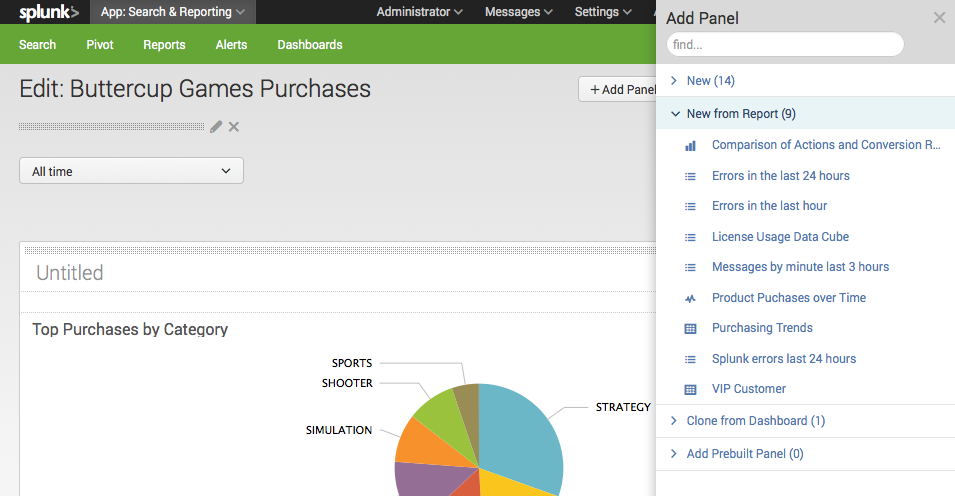 splunk> App: Search & Reporting Administrator Messages Settings
Search Pivot Reports Alerts Dashboards
Edit: Buttercup Games Purchases
+ Add Panel
All time
Untitled
Top Purchases by Category
SPORTS
SHOOTER
STRATEGY
SIMULATION
Add Panel
find...
New (14)
New from Report (9)
Comparison of Actions and Conversion R...
Errors in the last 24 hours
Errors in the last hour
License Usage Data Cube
Messages by minute last 3 hours
Product Puchases over Time
Purchasing Trends
Splunk errors last 24 hours
VIP Customer
Clone from Dashboard (1)
Add Prebuilt Panel (0)